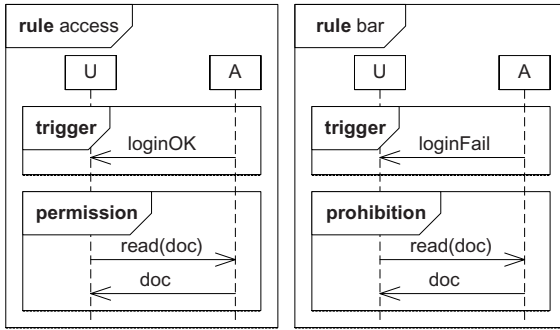 rule access
U A
trigger
loginOK
permission
read(doc)
doc
rule bar
U A
trigger
loginFail
prohibition
read(doc)
doc